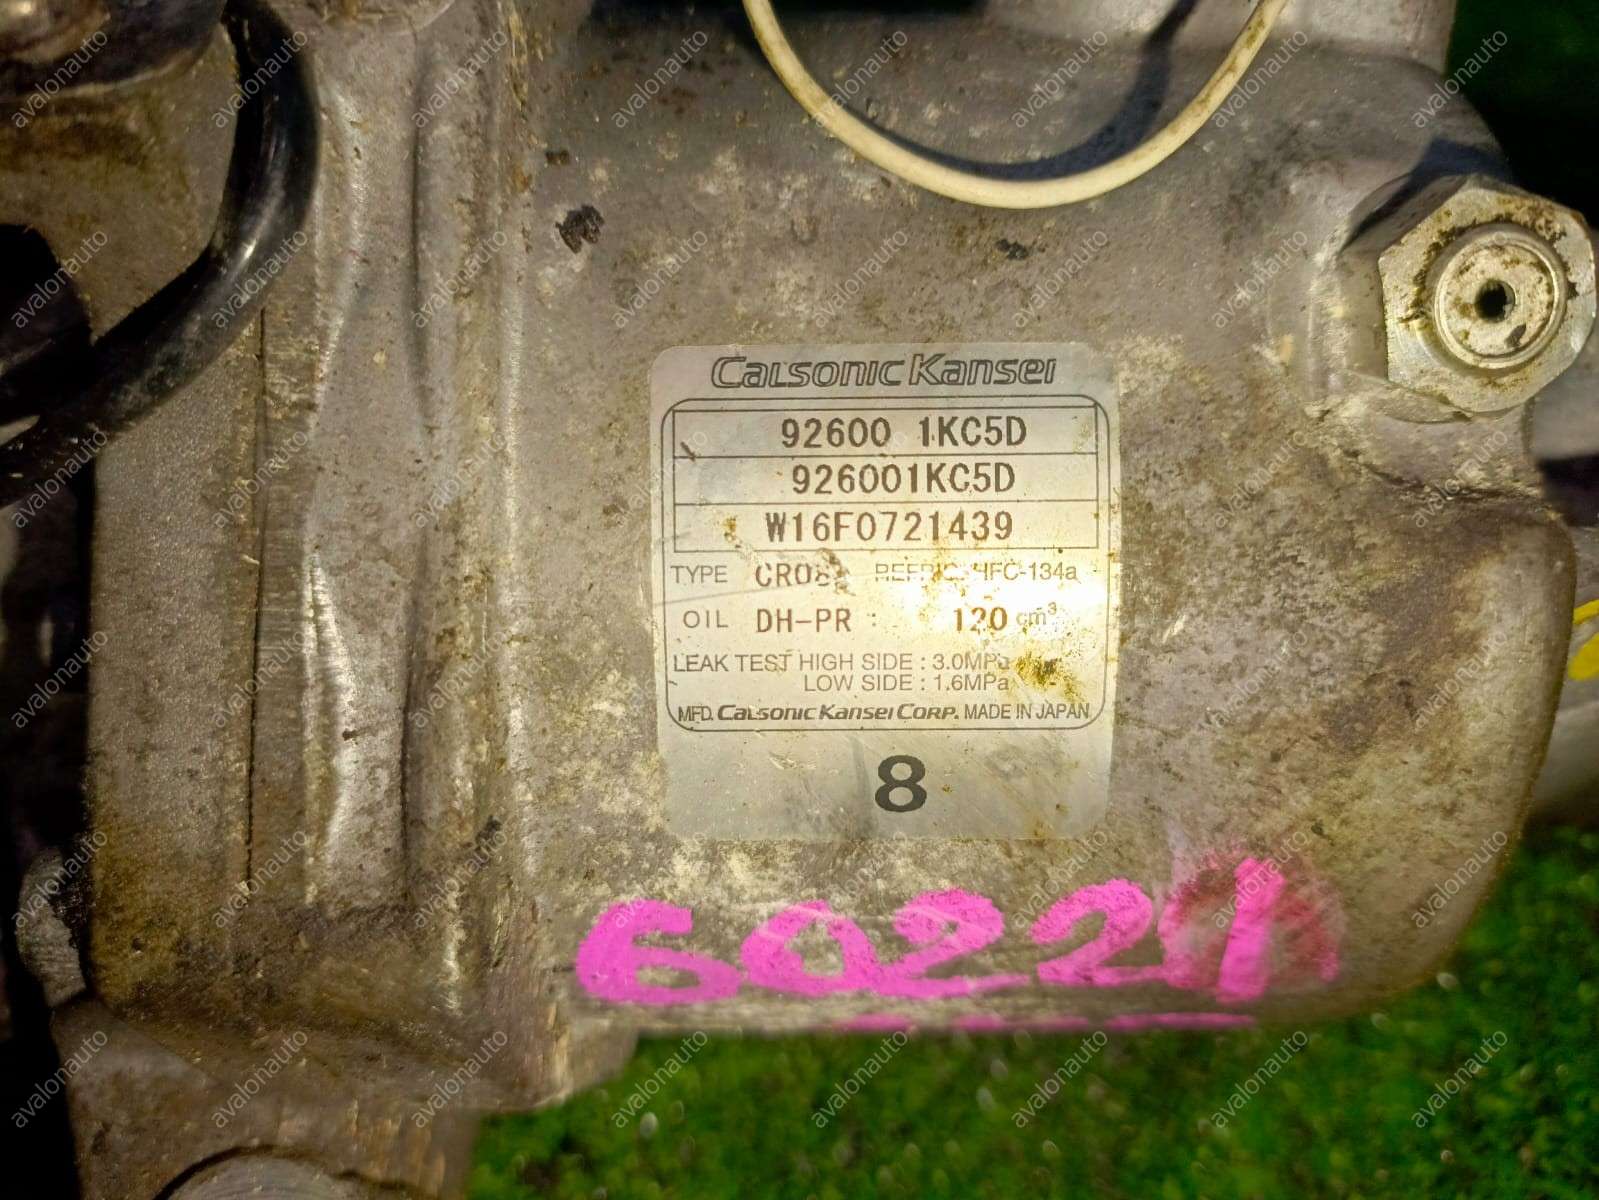 CALSONIC KANSEI
92600 1KC5D
926001KC5D
W16F0721439
TYPE REFRIG. HFC-134a
OIL DH-PR : 120 cm³
LEAK TEST HIGH SIDE : 3.0MPa
LOW SIDE : 1.6MPa
MFD. CALSONIC KANSEI CORP. MADE IN JAPAN
8
60221
avalonauto